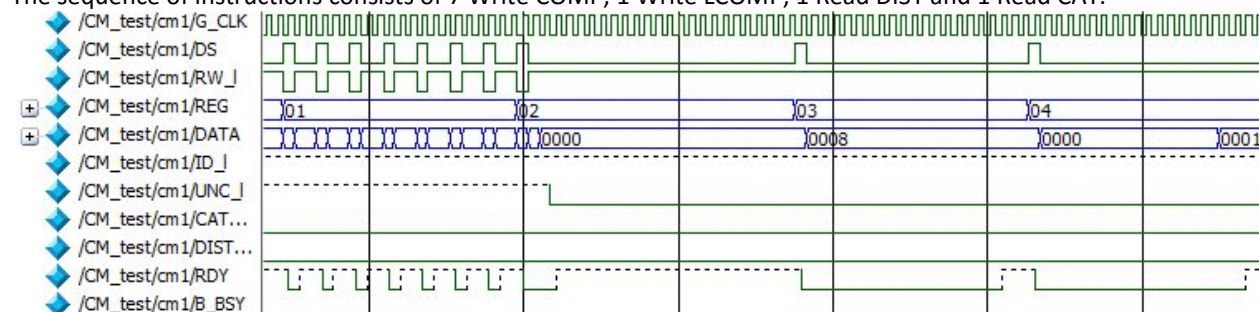 The sequence of instructions consists of 7 Write COMP, 1 Write LCOMP, 1 Read DIST and 1 Read CAT.
/CM_test/cm1/G_CLK
/CM_test/cm1/DS
/CM_test/cm1/RW_l
/CM_test/cm1/REG 01 02 03 04
/CM_test/cm1/DATA 0000 0008 0000 0001
/CM_test/cm1/ID_l
/CM_test/cm1/UNC_l
/CM_test/cm1/CAT...
/CM_test/cm1/DIST...
/CM_test/cm1/RDY
/CM_test/cm1/B_BSY